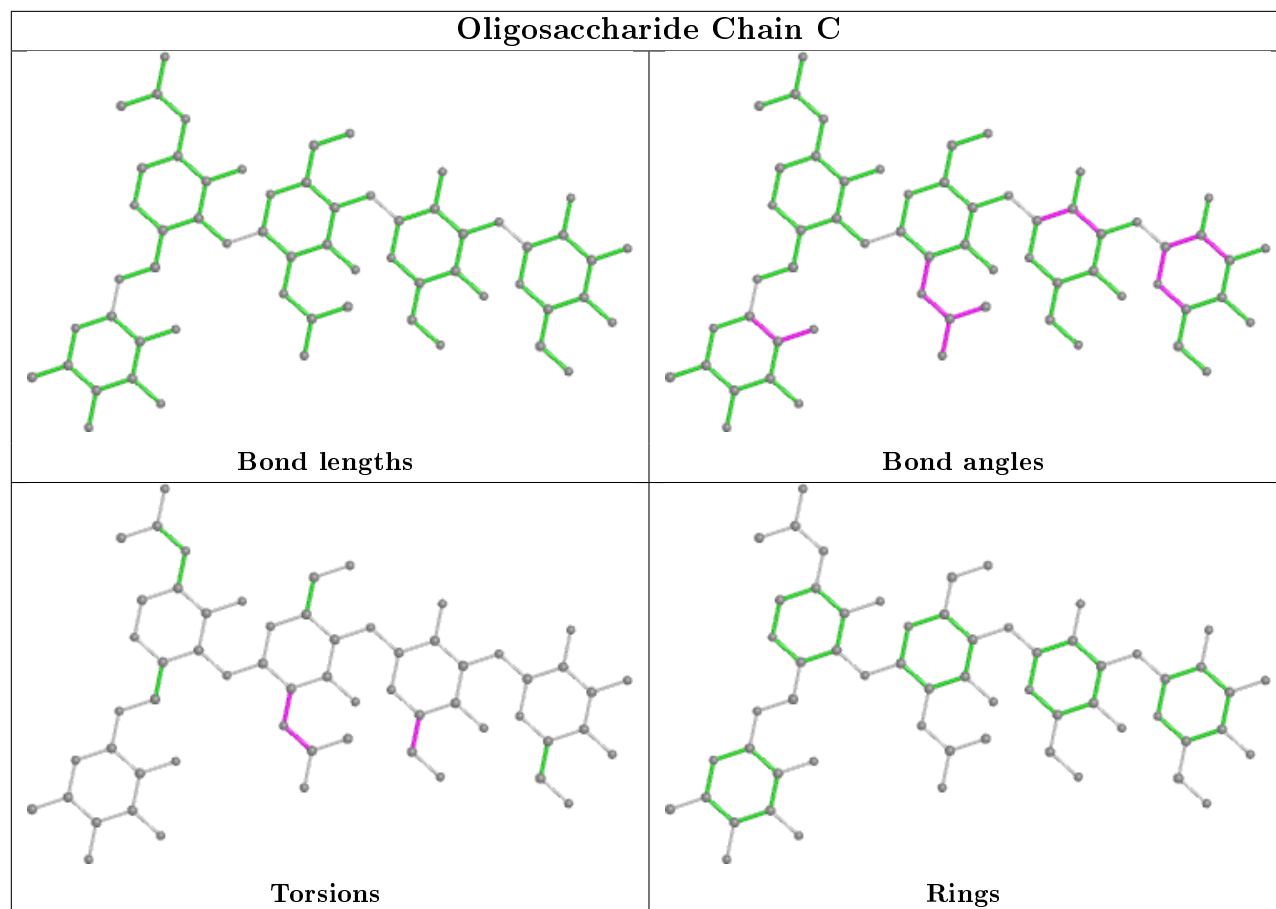 Oligosaccharide Chain C
Bond lengths
Bond angles
Torsions
Rings